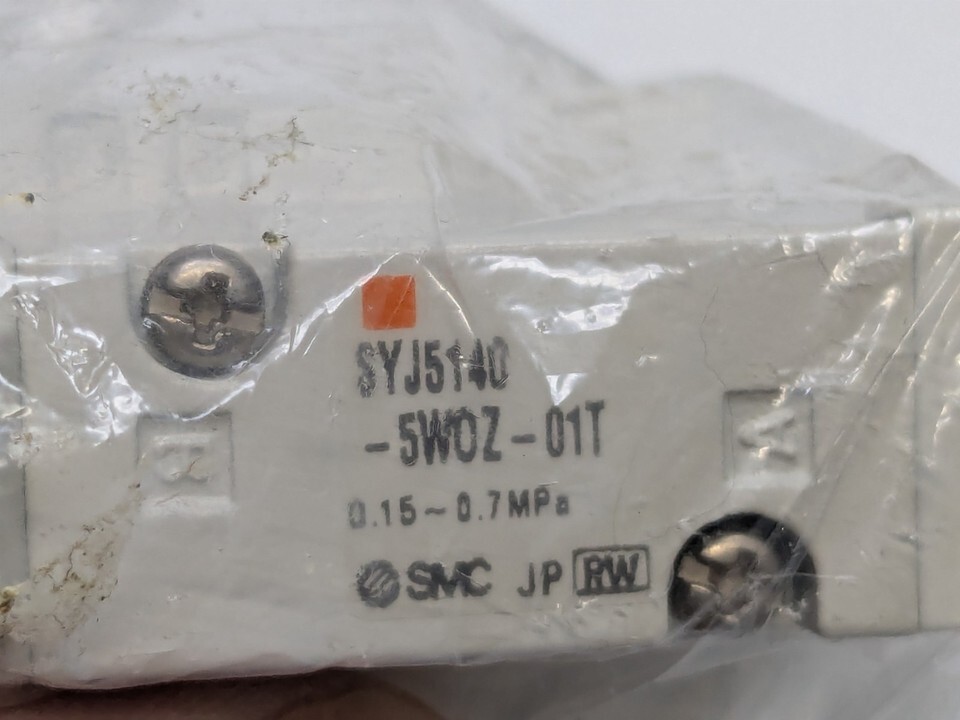 SYJ5140
-5WOZ-01T
0.15~0.7MPa
SMC JP RW
B
A